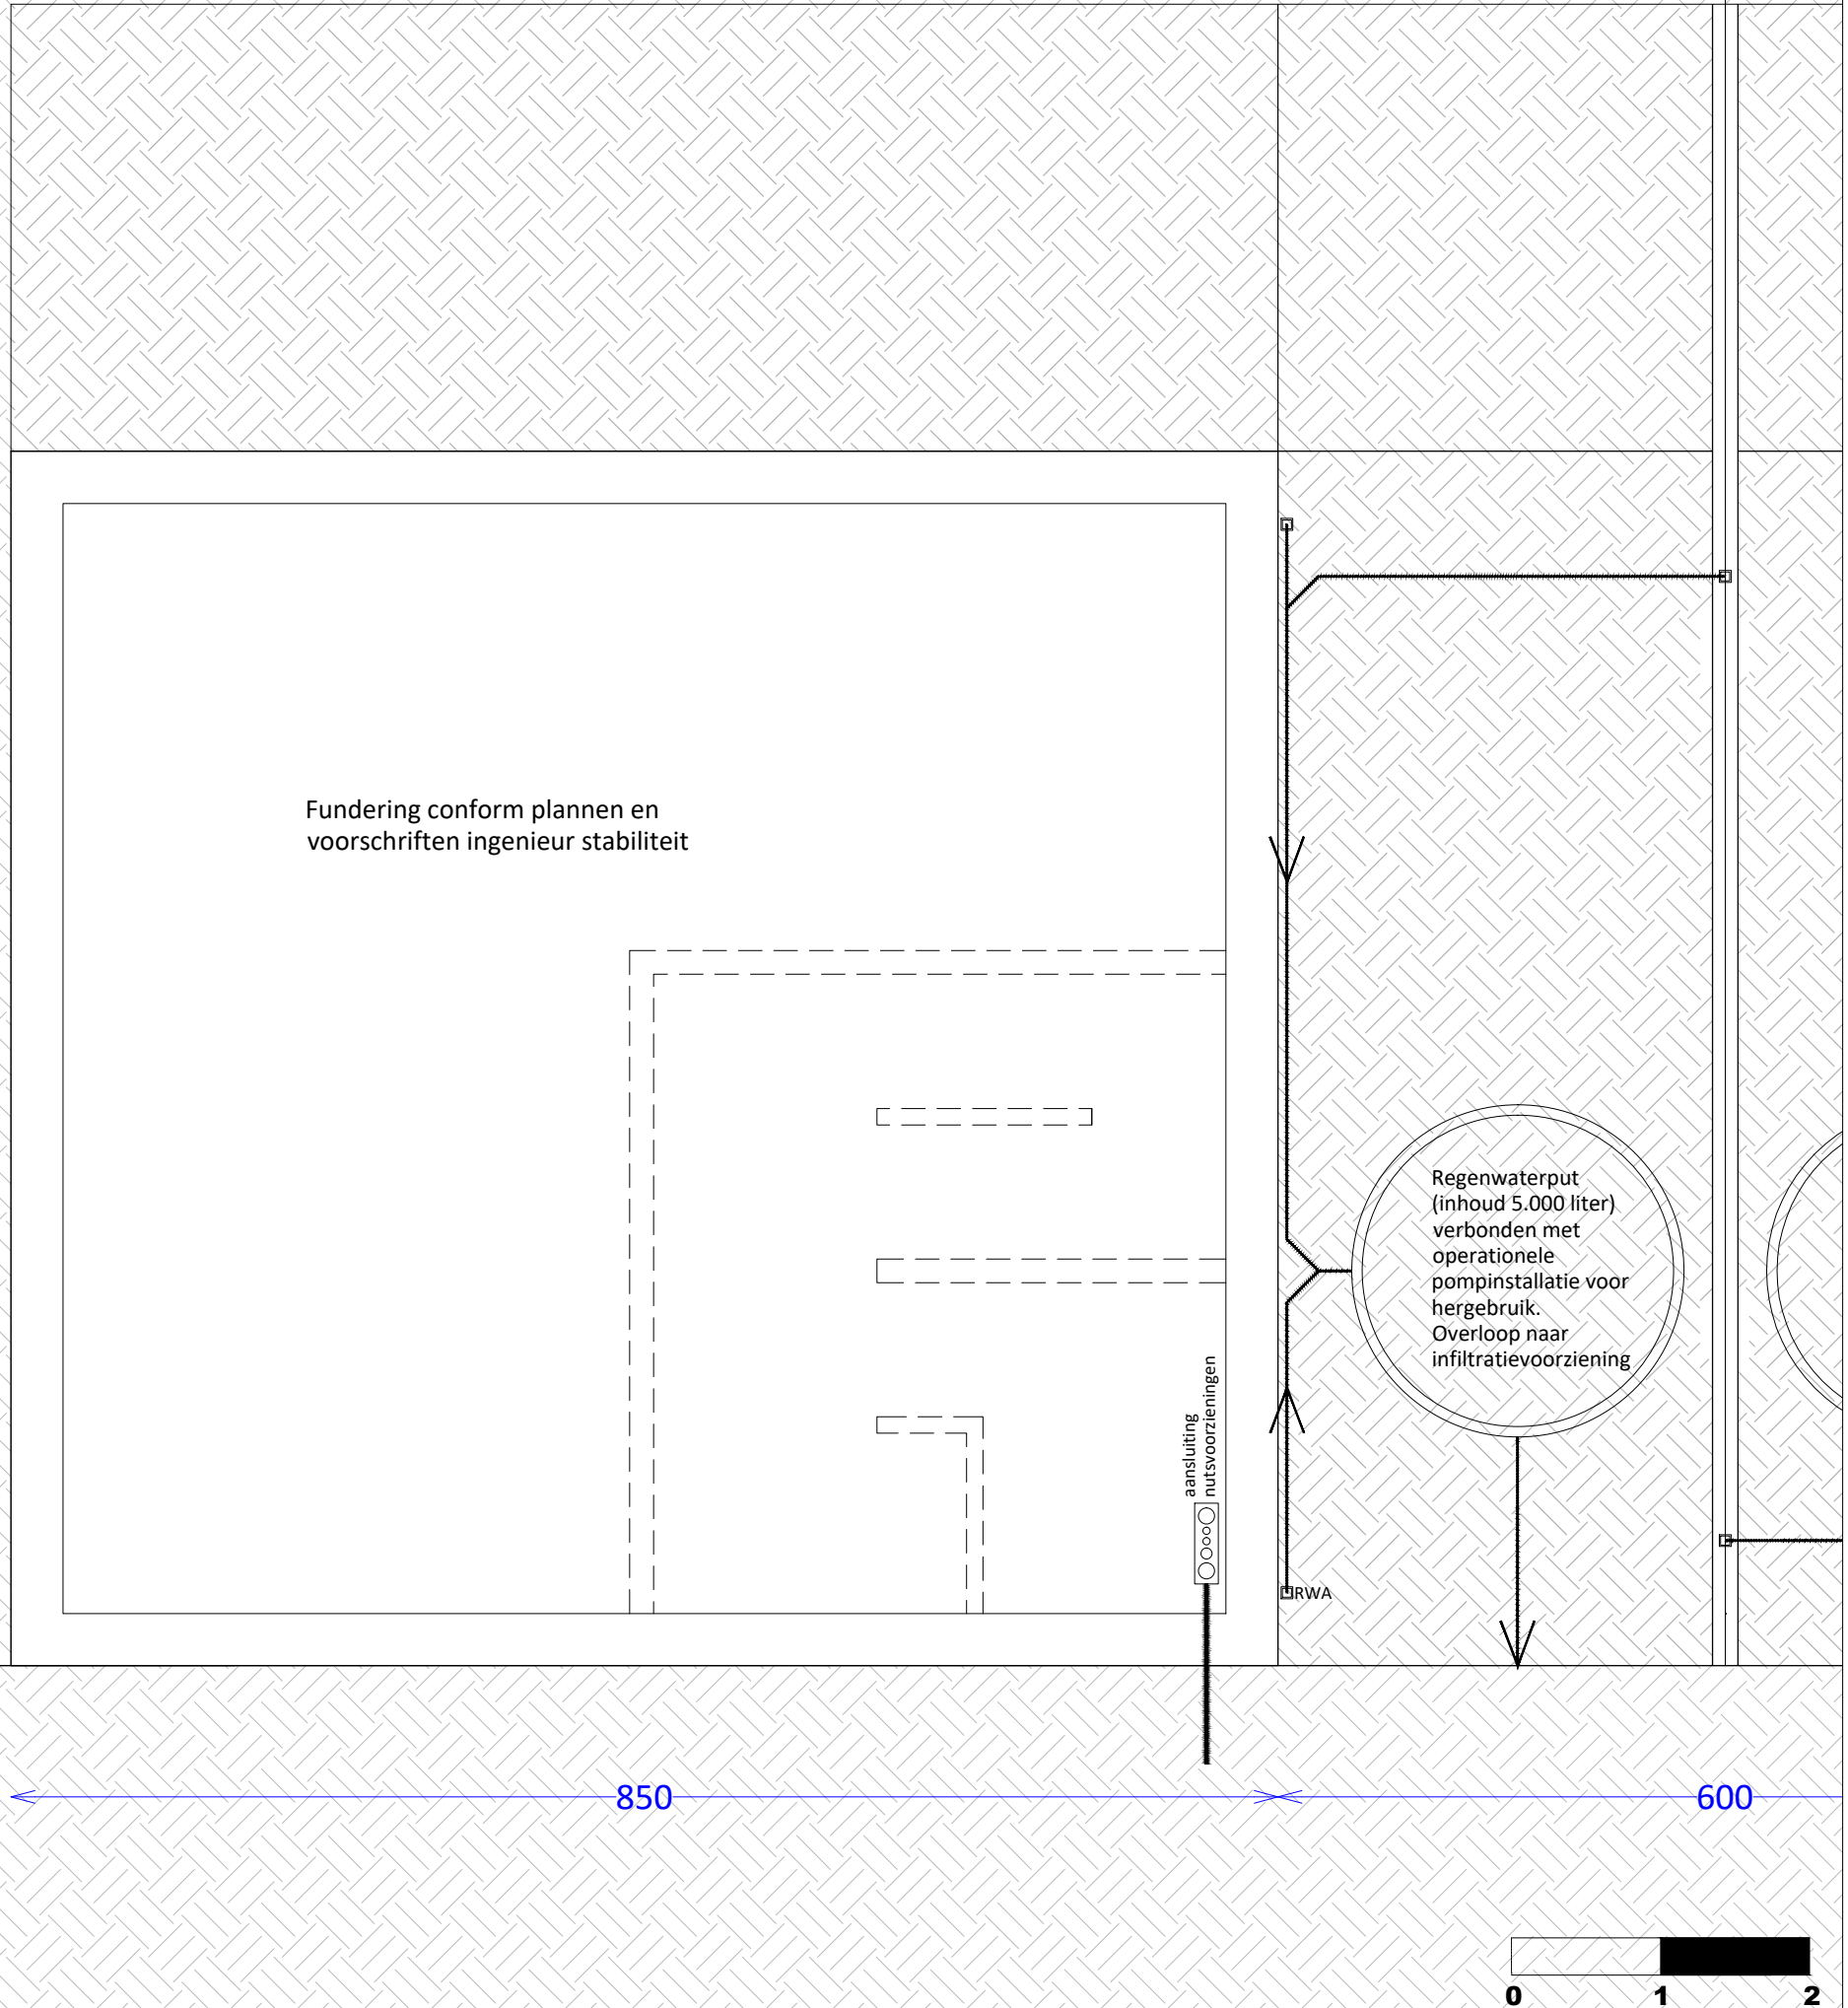 Fundering conform plannen en
voorschriften ingenieur stabiliteit
Regenwaterput
(inhoud 5.000 liter)
verbonden met
operationele
pompinstallatie voor
hergebruik.
Overloop naar
infiltratievoorziening
aansluiting
nutsvoorzieningen
RWA
850
600
0 1 2